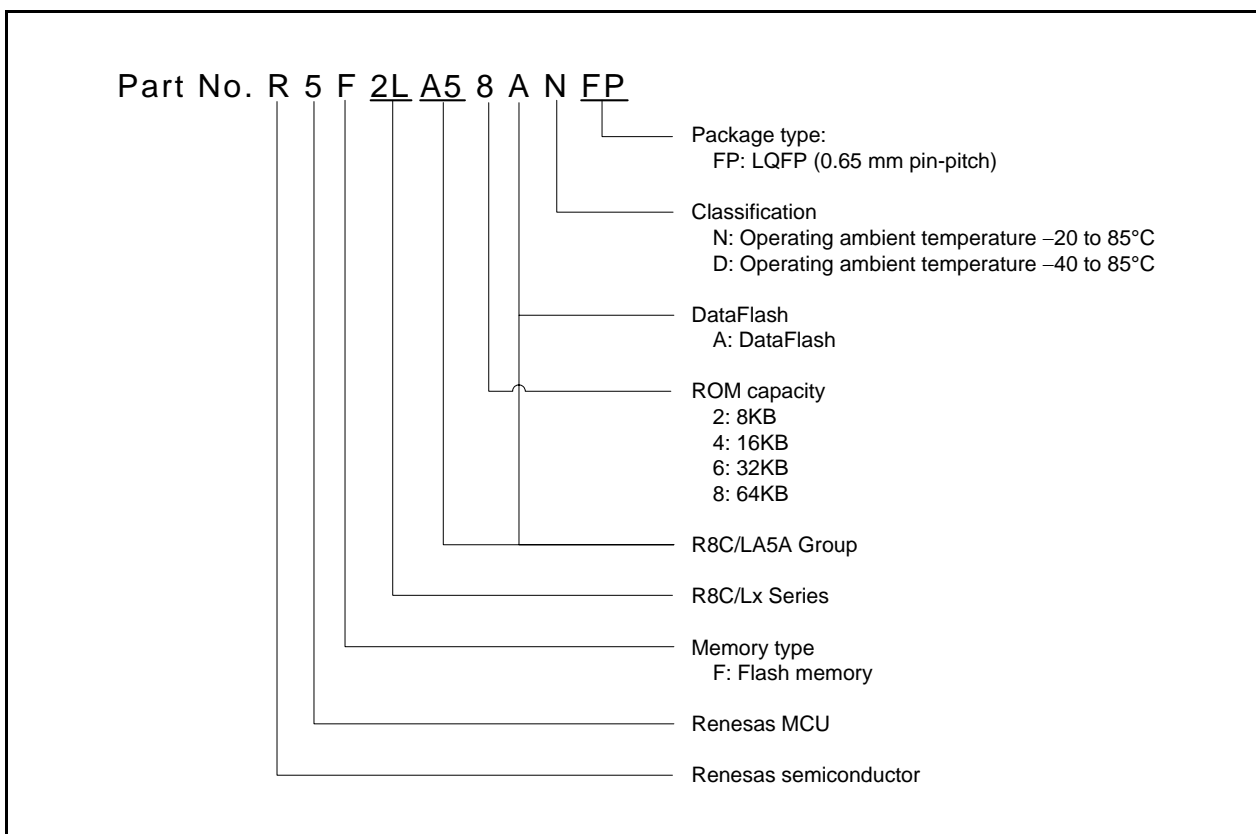 Part No. R 5 F 2L A5 8 A N FP
Package type:
FP: LQFP (0.65 mm pin-pitch)
Classification
N: Operating ambient temperature −20 to 85°C
D: Operating ambient temperature −40 to 85°C
DataFlash
A: DataFlash
ROM capacity
2: 8KB
4: 16KB
6: 32KB
8: 64KB
R8C/LA5A Group
R8C/Lx Series
Memory type
F: Flash memory
Renesas MCU
Renesas semiconductor